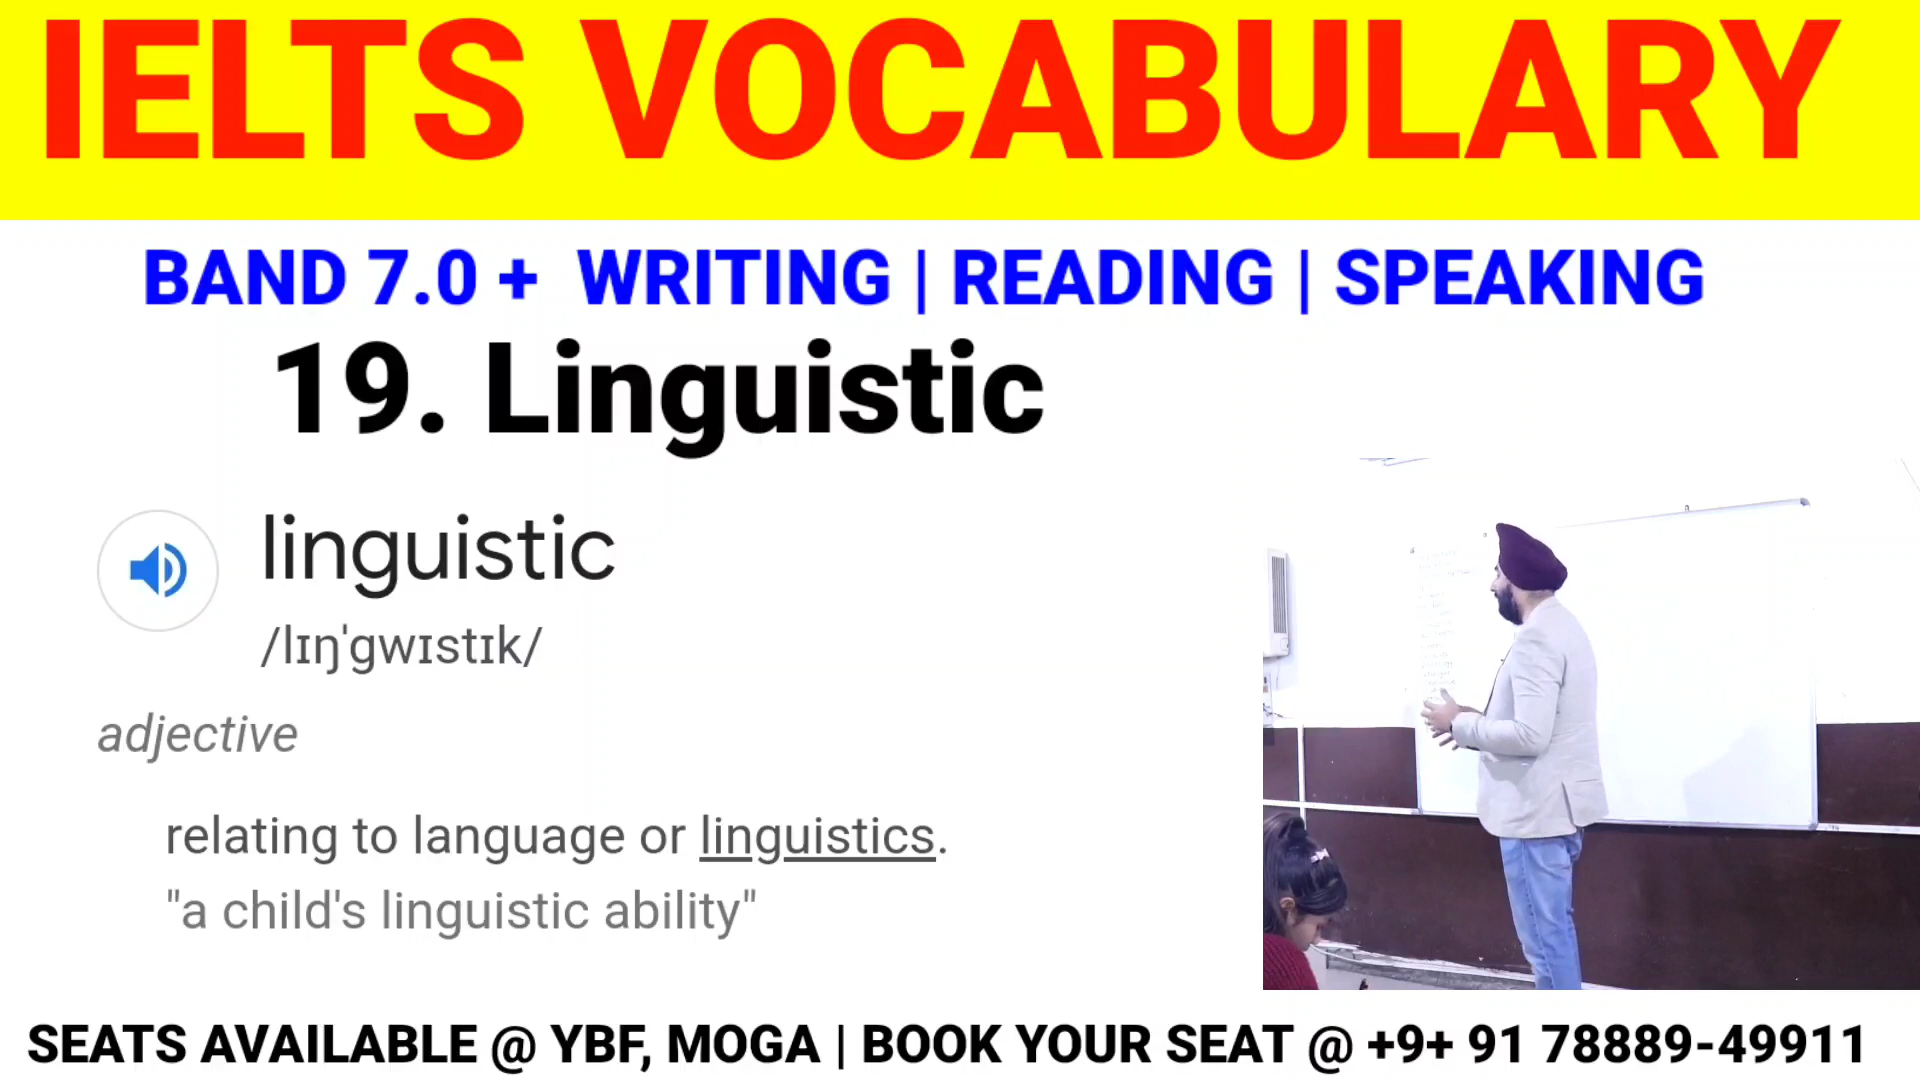 IELTS VOCABULARY
BAND 7.0 + WRITING | READING | SPEAKING
19. Linguistic
linguistic
/lɪŋˈɡwɪstɪk/
adjective
relating to language or linguistics.
"a child's linguistic ability"
SEATS AVAILABLE @ YBF, MOGA | BOOK YOUR SEAT @ +9+ 91 78889-49911